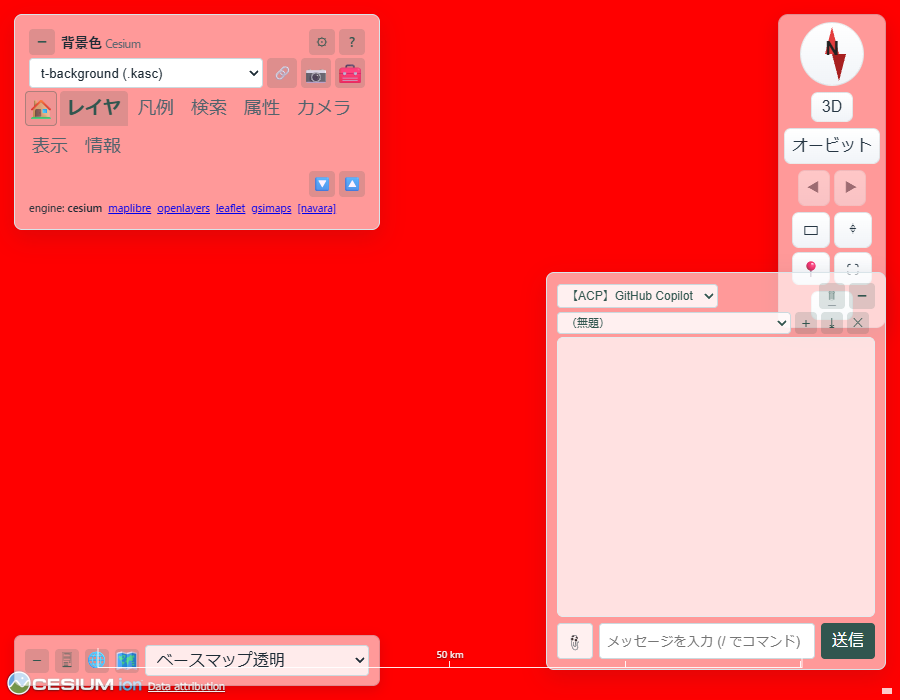 背景色 Cesium
?
t-background (.kasc)
レイヤ 凡例 検索 属性 カメラ
表示 情報
engine: cesium maplibre openlayers leaflet gsimaps [navara]
N
3D
オービット
【ACP】GitHub Copilot
(無題)
メッセージを入力 (/ でコマンド)
送信
ベースマップ透明
50 km
CESIUM ion Data attribution